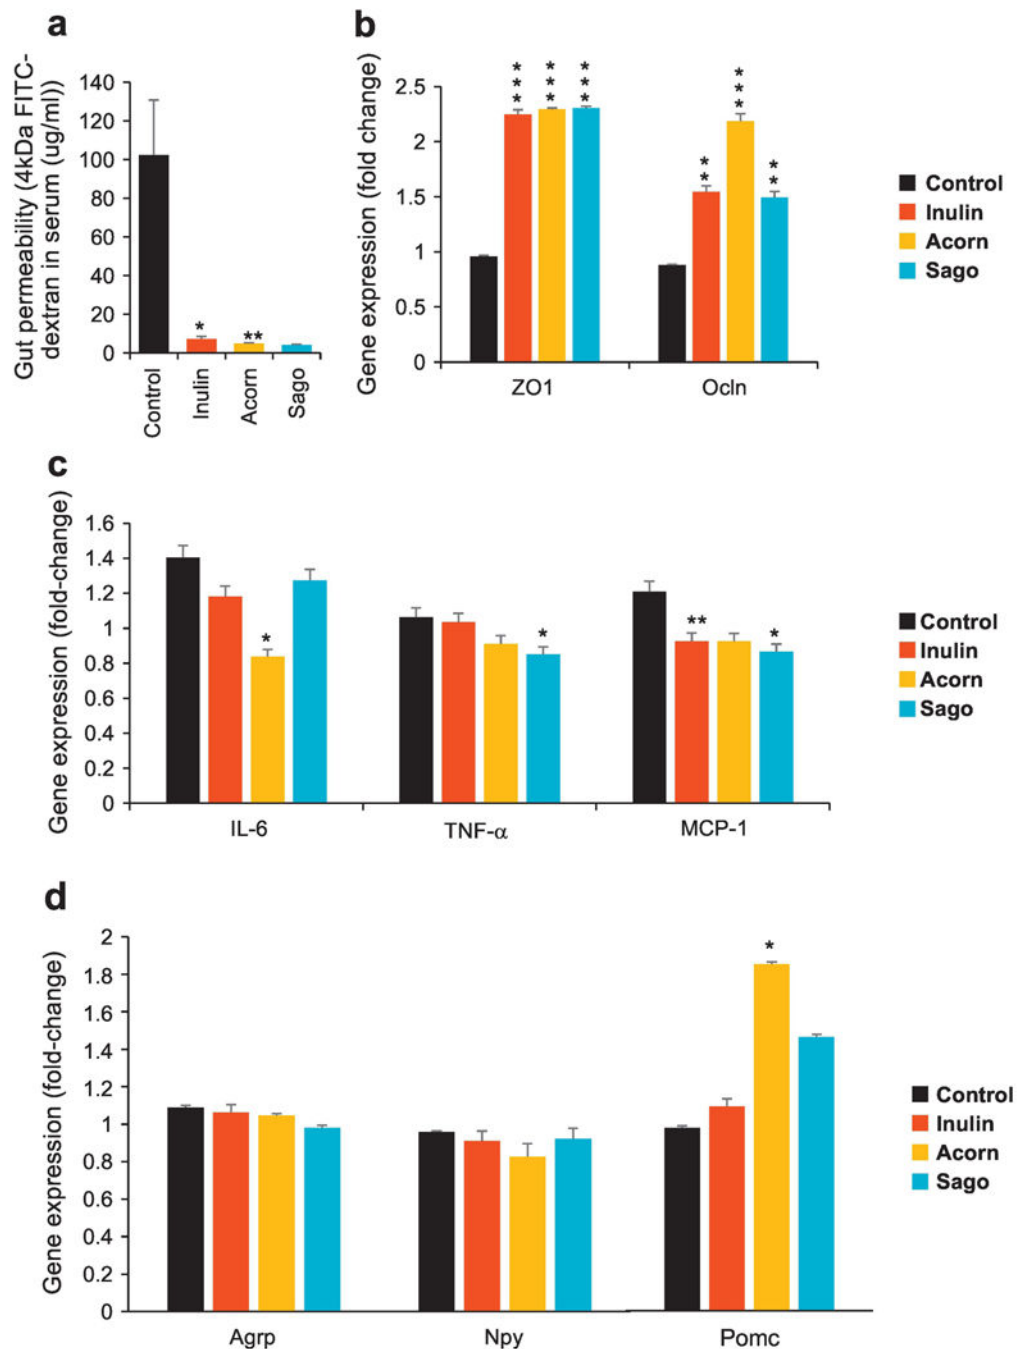 a
Gut permeability (4kDa FITC-
dextran in serum (ug/ml))
140
120
100
80
60
40
20
0
*
**
Control
Inulin
Acorn
Sago
b
Gene expression (fold change)
2.5
2
1.5
1
0.5
0
***
***
***
**
***
**
ZO1
Ocln
Control
Inulin
Acorn
Sago
c
Gene expression (fold-change)
1.6
1.4
1.2
1
0.8
0.6
0.4
0.2
0
*
*
**
*
IL-6
TNF-α
MCP-1
Control
Inulin
Acorn
Sago
d
Gene expression (fold-change)
2
1.8
1.6
1.4
1.2
1
0.8
0.6
0.4
0.2
0
*
Agrp
Npy
Pomc
Control
Inulin
Acorn
Sago